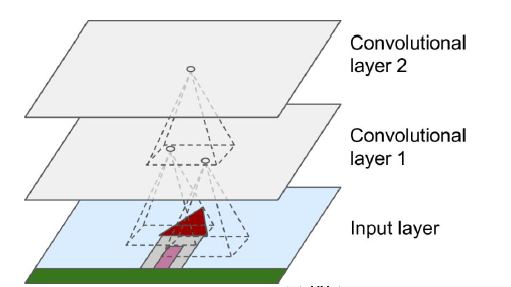 Convolutional
layer 2
Convolutional
layer 1
Input layer